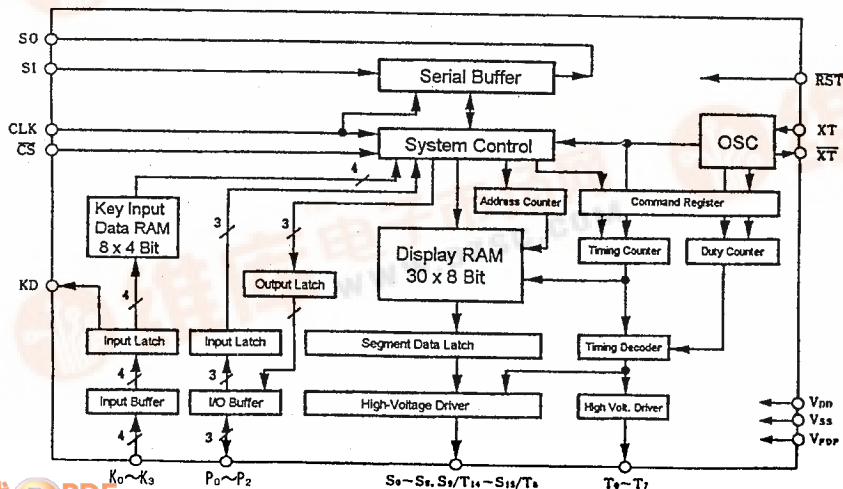 SO
SI
CLK
CS
KD
Serial Buffer
System Control
OSC
RST
XT
XT
4
Key Input
Data RAM
8 x 4 Bit
3
3
Address Counter
Command Register
Display RAM
30 x 8 Bit
Timing Counter
Duty Counter
Output Latch
4
Input Latch
Input Latch
Segment Data Latch
Timing Decoder
4
3
Input Buffer
I/O Buffer
High-Voltage Driver
High Volt. Driver
4
3
VDD
VSS
VFDP
K0~K3
P0~P2
S0~S8, S9/T14~S15/T8
T0~T7
PDF